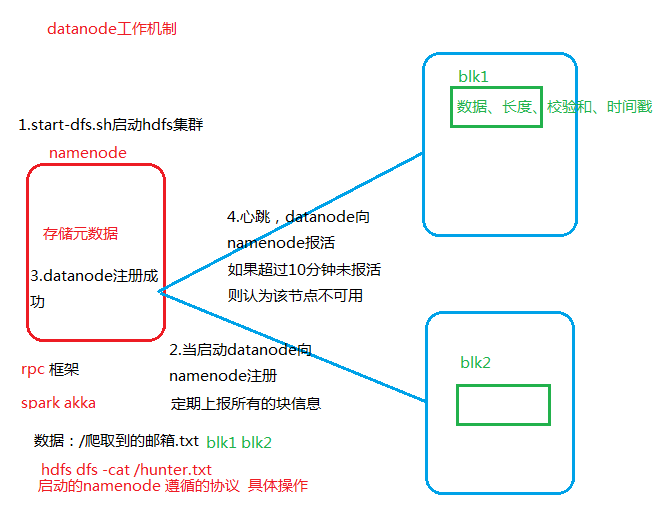 datanode工作机制
blk1
数据、长度、校验和、时间戳
1.start-dfs.sh启动hdfs集群
namenode
存储元数据
3.datanode注册成
功
4.心跳，datanode向
namenode报活
如果超过10分钟未报活
则认为该节点不可用
2.当启动datanode向
namenode注册
定期上报所有的块信息
blk2
rpc 框架
spark akka
数据：/爬取到的邮箱.txt blk1 blk2
hdfs dfs -cat /hunter.txt
启动的namenode 遵循的协议 具体操作